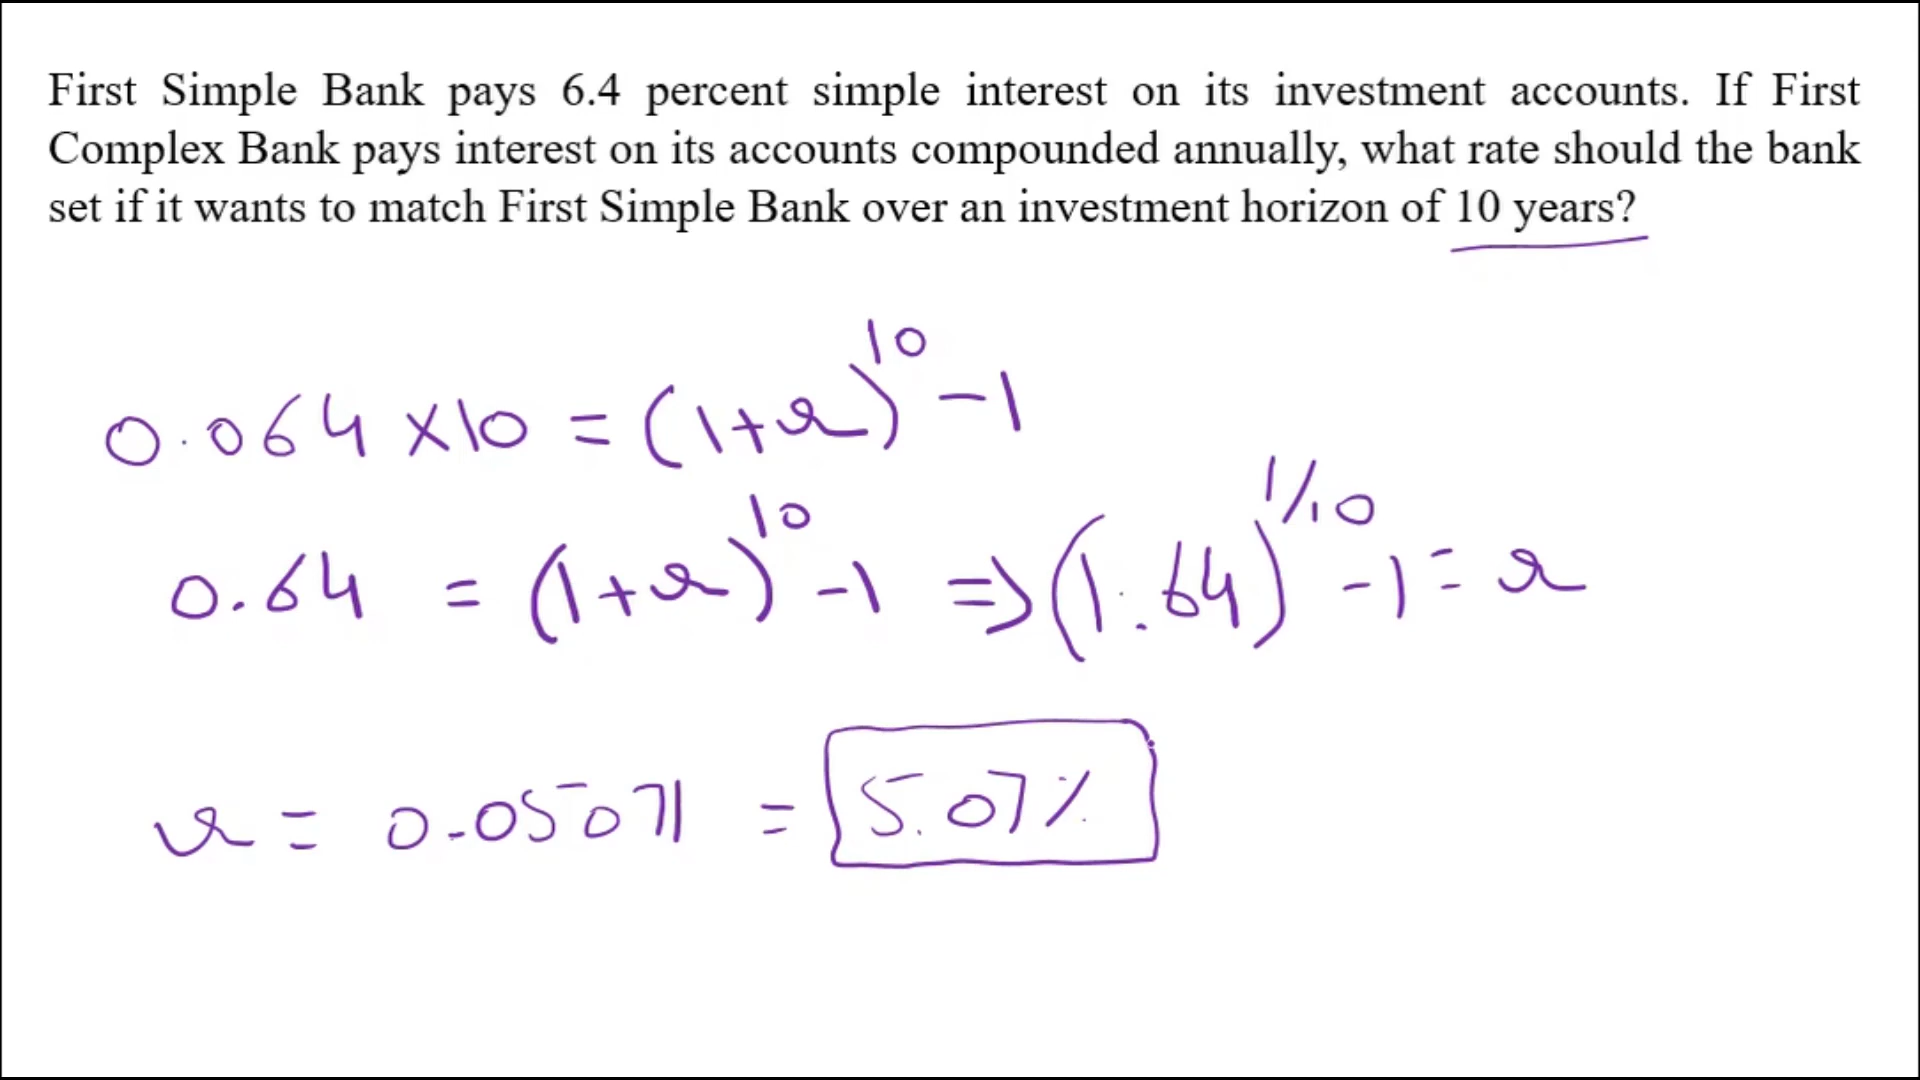 First Simple Bank pays 6.4 percent simple interest on its investment accounts. If First
Complex Bank pays interest on its accounts compounded annually, what rate should the bank
set if it wants to match First Simple Bank over an investment horizon of 10 years?
0.064 × 10 = (1+r)^10 - 1
0.64 = (1+r)^10 - 1 ⇒ (1.64)^1/10 - 1 = r
r = 0.05071 = 5.07%